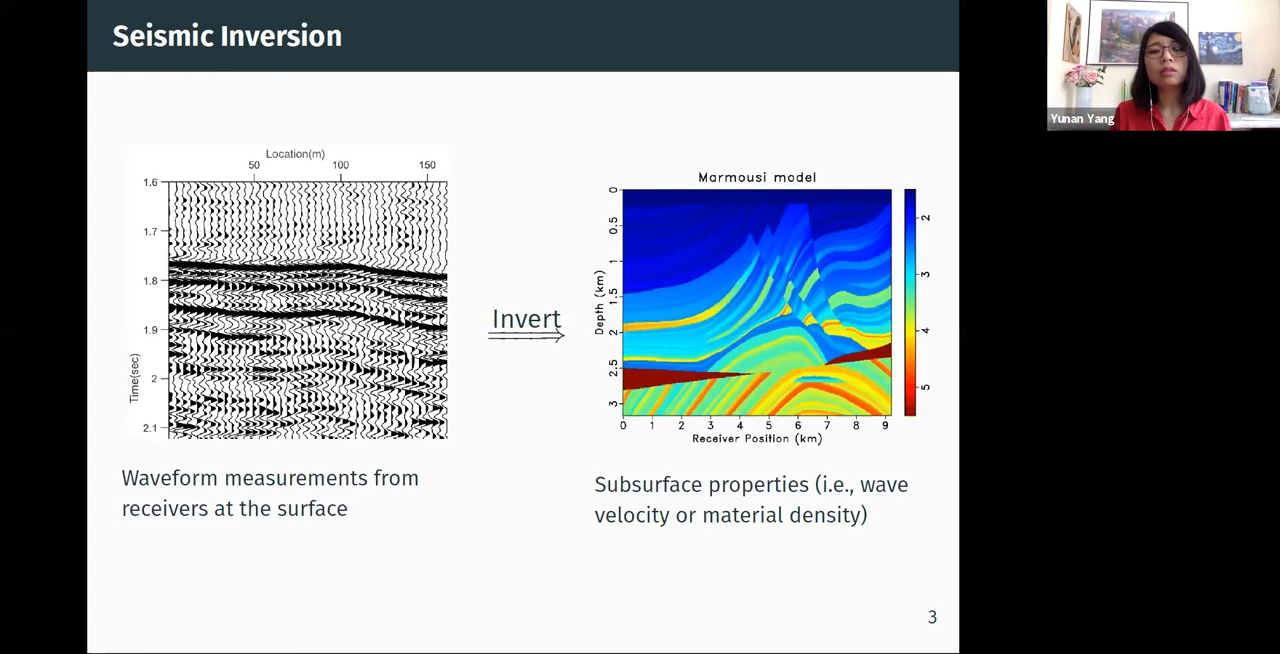 Seismic Inversion
Location(m)
50 100 150
1.6
1.7
1.8
1.9
2
2.1
Time(sec)
Invert
Marmousi model
0
0.5
1
1.5
2
2.5
3
Depth (km)
0 1 2 3 4 5 6 7 8 9
Receiver Position (km)
2
3
4
5
Waveform measurements from
receivers at the surface
Subsurface properties (i.e., wave
velocity or material density)
3
Yunan Yang